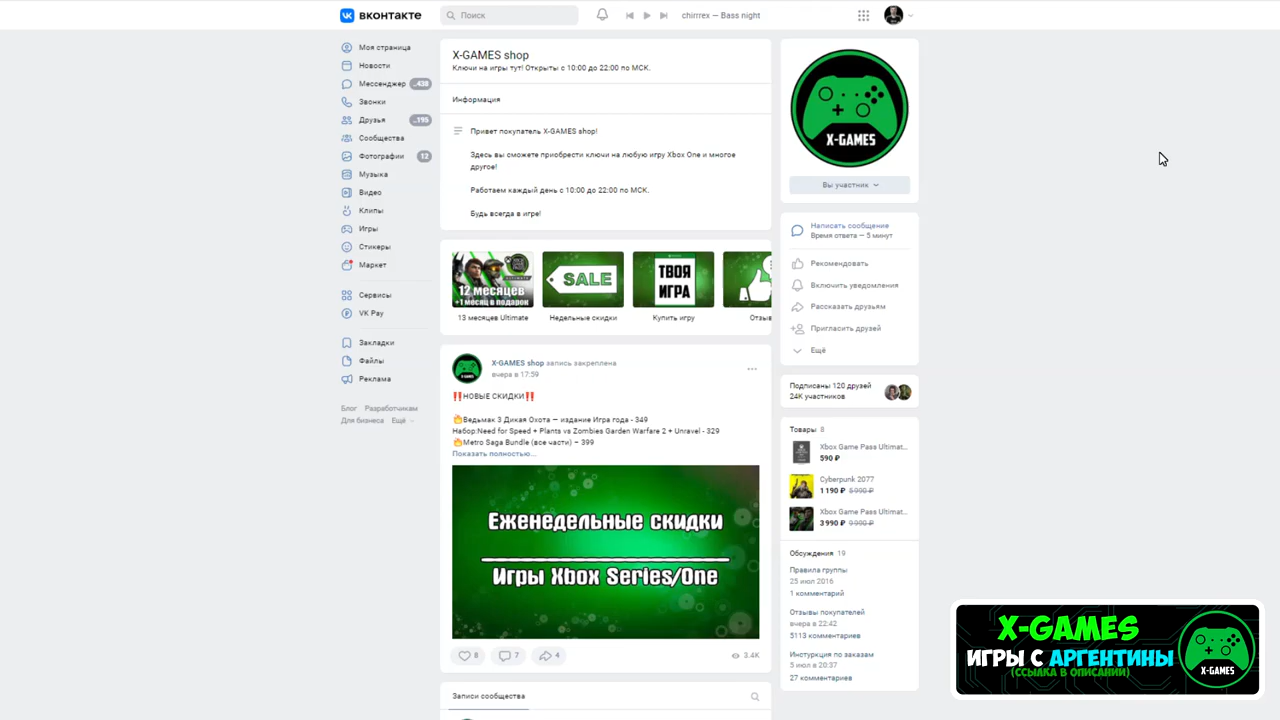 вконтакте
Поиск
chirrrex — Bass night
Моя страница
Новости
Мессенджер ..438
Звонки
Друзья ..195
Сообщества
Фотографии 12
Музыка
Видео
Клипы
Игры
Стикеры
Маркет
Сервисы
VK Pay
Закладки
Файлы
Реклама
Блог Разработчикам
Для бизнеса Ещё
X-GAMES shop
Ключи на игры тут! Открыты с 10:00 до 22:00 по МСК.
Информация
Привет покупатель X-GAMES shop!
Здесь вы сможете приобрести ключи на любую игру Xbox One и многое
другое!
Работаем каждый день с 10:00 до 22:00 по МСК.
Будь всегда в игре!
12 месяцев
+1 месяц в подарок
SALE
ТВОЯ
ИГРА
13 месяцев Ultimate
Недельные скидки
Купить игру
Отзыв
X-GAMES shop запись закреплена
вчера в 17:59
!!НОВЫЕ СКИДКИ!!
Ведьмак 3 Дикая Охота — издание Игра года - 349
Набор:Need for Speed + Plants vs Zombies Garden Warfare 2 + Unravel - 329
Metro Saga Bundle (все части) – 399
Показать полностью...
Еженедельные скидки
Игры Xbox Series/One
8
7
4
3.4K
Записи сообщества
X-GAMES
Вы участник
Написать сообщение
Время ответа — 5 минут
Рекомендовать
Включить уведомления
Рассказать друзьям
Пригласить друзей
Ещё
Подписаны 120 друзей
24K участников
Товары 8
Xbox Game Pass Ultimat...
590 ₽
Cyberpunk 2077
1 190 ₽ 5 990 ₽
Xbox Game Pass Ultimat...
3 990 ₽ 9 990 ₽
Обсуждения 19
Правила группы
25 июл 2016
1 комментарий
Отзывы покупателей
вчера в 22:42
5113 комментариев
Инстуркция по заказам
5 июл в 20:37
27 комментариев
X-GAMES
ИГРЫ С АРГЕНТИНЫ
(ССЫЛКА В ОПИСАНИИ)
X-GAMES